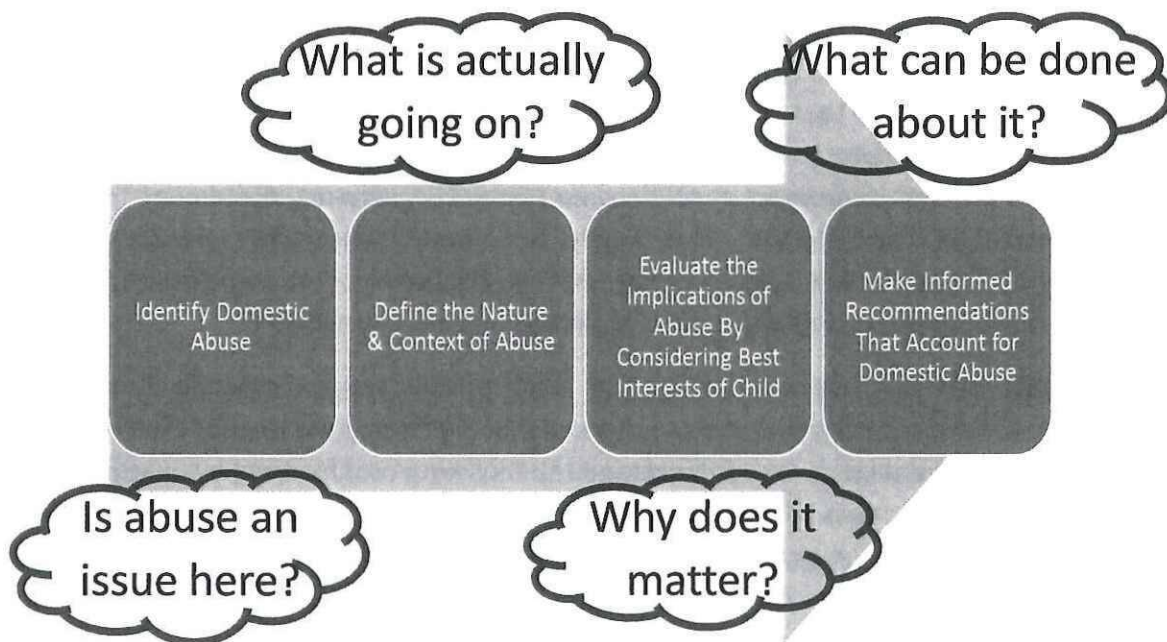 What is actually
going on?
What can be done
about it?
Identify Domestic
Abuse
Define the Nature
& Context of Abuse
Evaluate the
Implications of
Abuse By
Considering Best
Interests of Child
Make Informed
Recommendations
That Account for
Domestic Abuse
Is abuse an
issue here?
Why does it
matter?